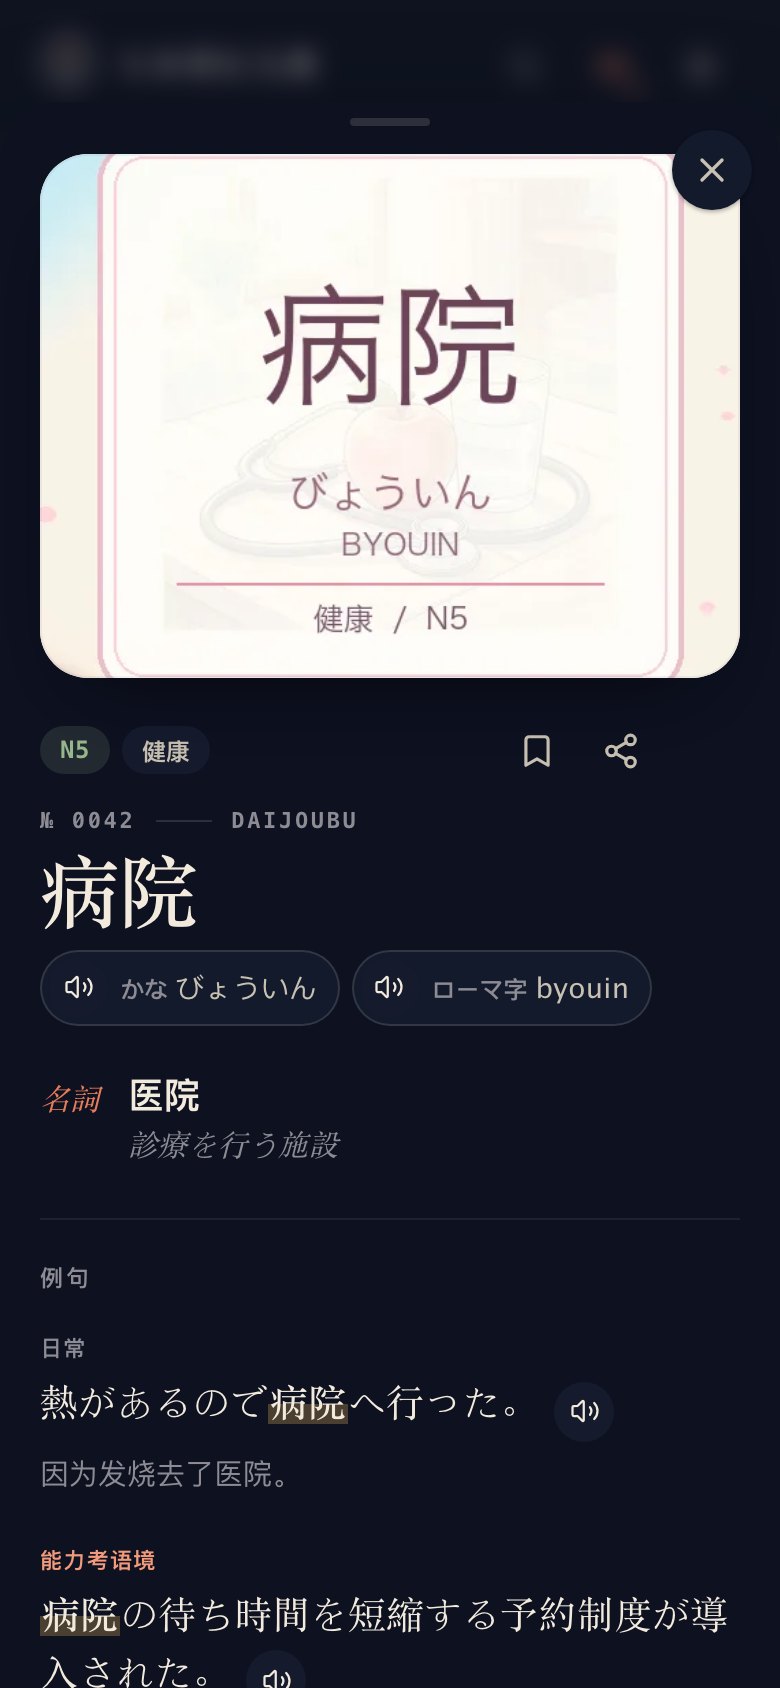 病院
びょういん
BYOUIN
健康 / N5
N5 健康
№ 0042 DAIJOUBU
病院
かな びょういん ローマ字 byouin
名詞 医院
診療を行う施設
例句
日常
熱があるので病院へ行った。
因为发烧去了医院。
能力考语境
病院の待ち時間を短縮する予約制度が導
入された。